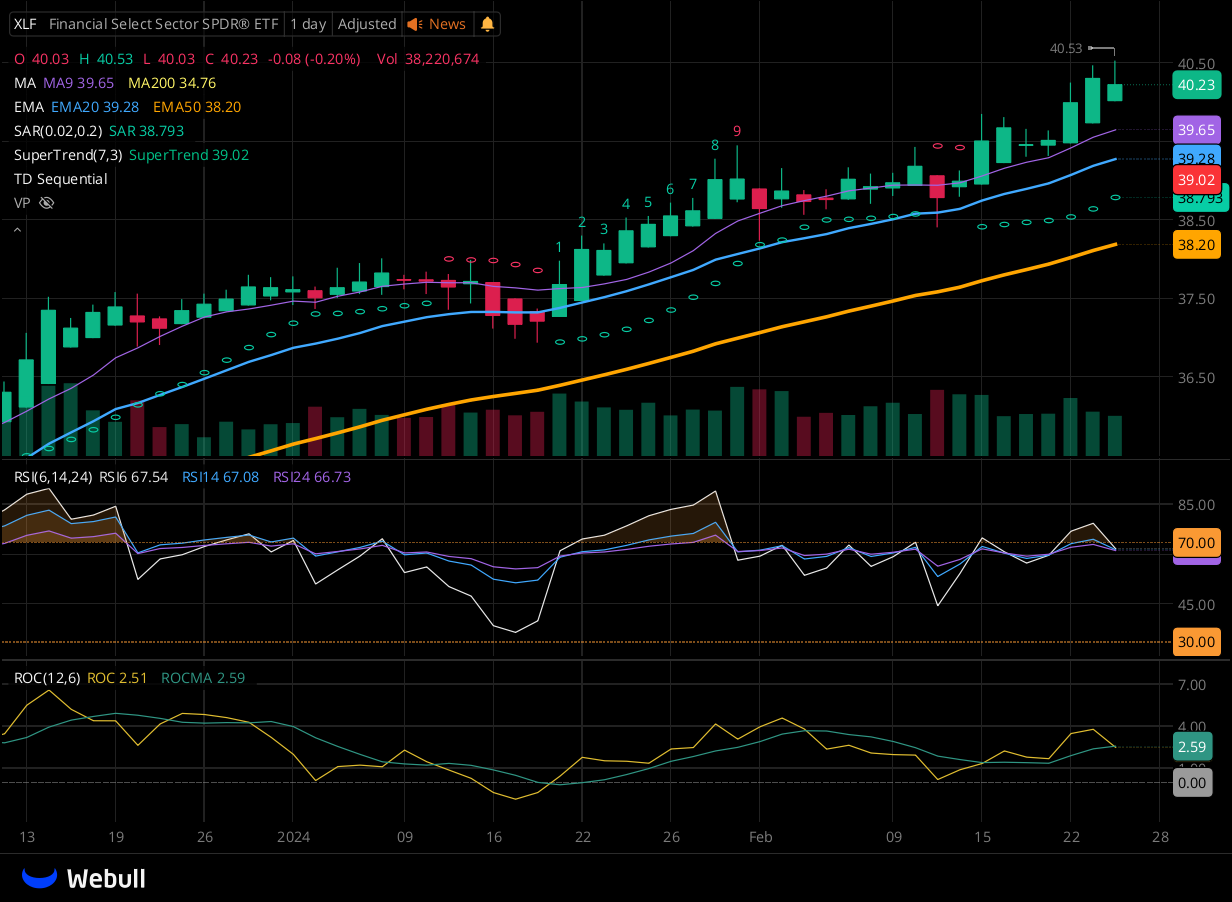 XLF Financial Select Sector SPDR® ETF 1 day Adjusted News
O 40.03 H 40.53 L 40.03 C 40.23 -0.08 (-0.20%) Vol 38,220,674
MA MA9 39.65 MA200 34.76
EMA EMA20 39.28 EMA50 38.20
SAR(0.02,0.2) SAR 38.793
SuperTrend(7,3) SuperTrend 39.02
TD Sequential
VP
40.53
40.50
40.23
39.65
39.28
39.02
38.793
38.50
38.20
37.50
36.50
1 2 3 4 5 6 7 8 9
RSI(6,14,24) RSI6 67.54 RSI14 67.08 RSI24 66.73
85.00
70.00
45.00
30.00
ROC(12,6) ROC 2.51 ROCMA 2.59
7.00
4.00
2.59
1.00
0.00
13 19 26 2024 09 16 22 26 Feb 09 15 22 28
Webull